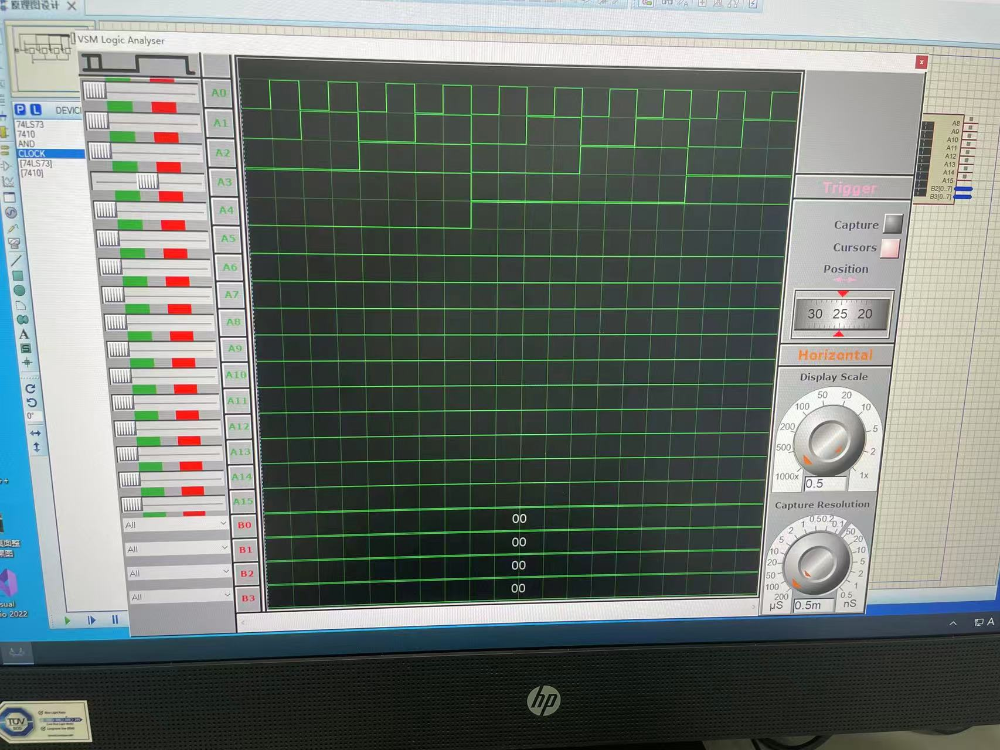 原理图设计
VSM Logic Analyser
P L DEVIC
74LS73
7410
AND
CLOCK
[74LS73]
[7410]
0°
A0
A1
A2
A3
A4
A5
A6
A7
A8
A9
A10
A11
A12
A13
A14
A15
All B0
All B1
All B2
All B3
00
00
00
00
Trigger
Capture
Cursors
Position
30 25 20
Horizontal
Display Scale
1000x 500 200 100 50 20 10 5 2 1x
0.5
Capture Resolution
200 100 50 20 10 5 2 1 0.5 0.2 0.1 50 20 10 5 2 1 0.5
µS 0.5m nS
A8
A9
A10
A11
A12
A13
A14
A15
B2[0..7]
B3[0..7]
sual
io 2022
A
hp
TÜV
SÜD